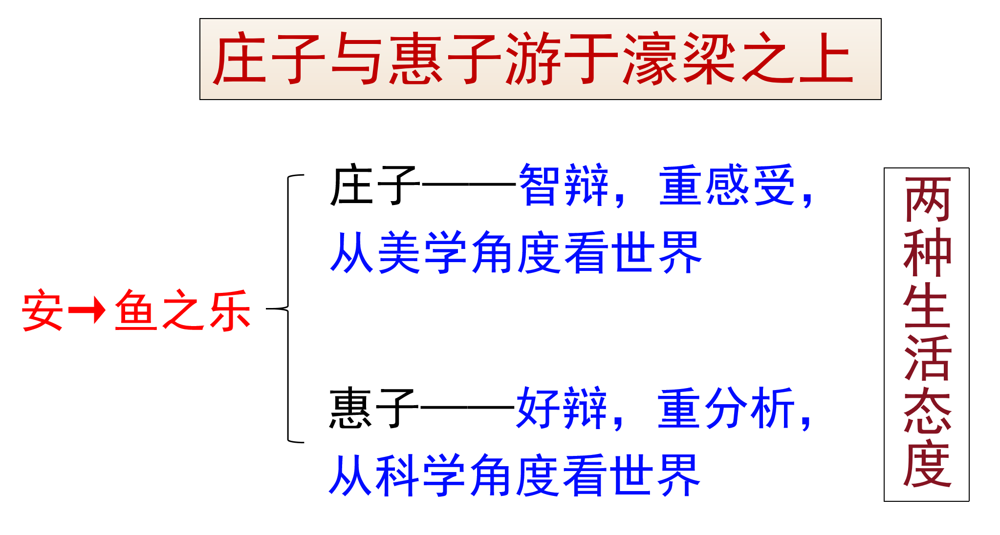 庄子与惠子游于濠梁之上
安→鱼之乐
庄子——智辩，重感受，
从美学角度看世界
惠子——好辩，重分析，
从科学角度看世界
两种生活态度